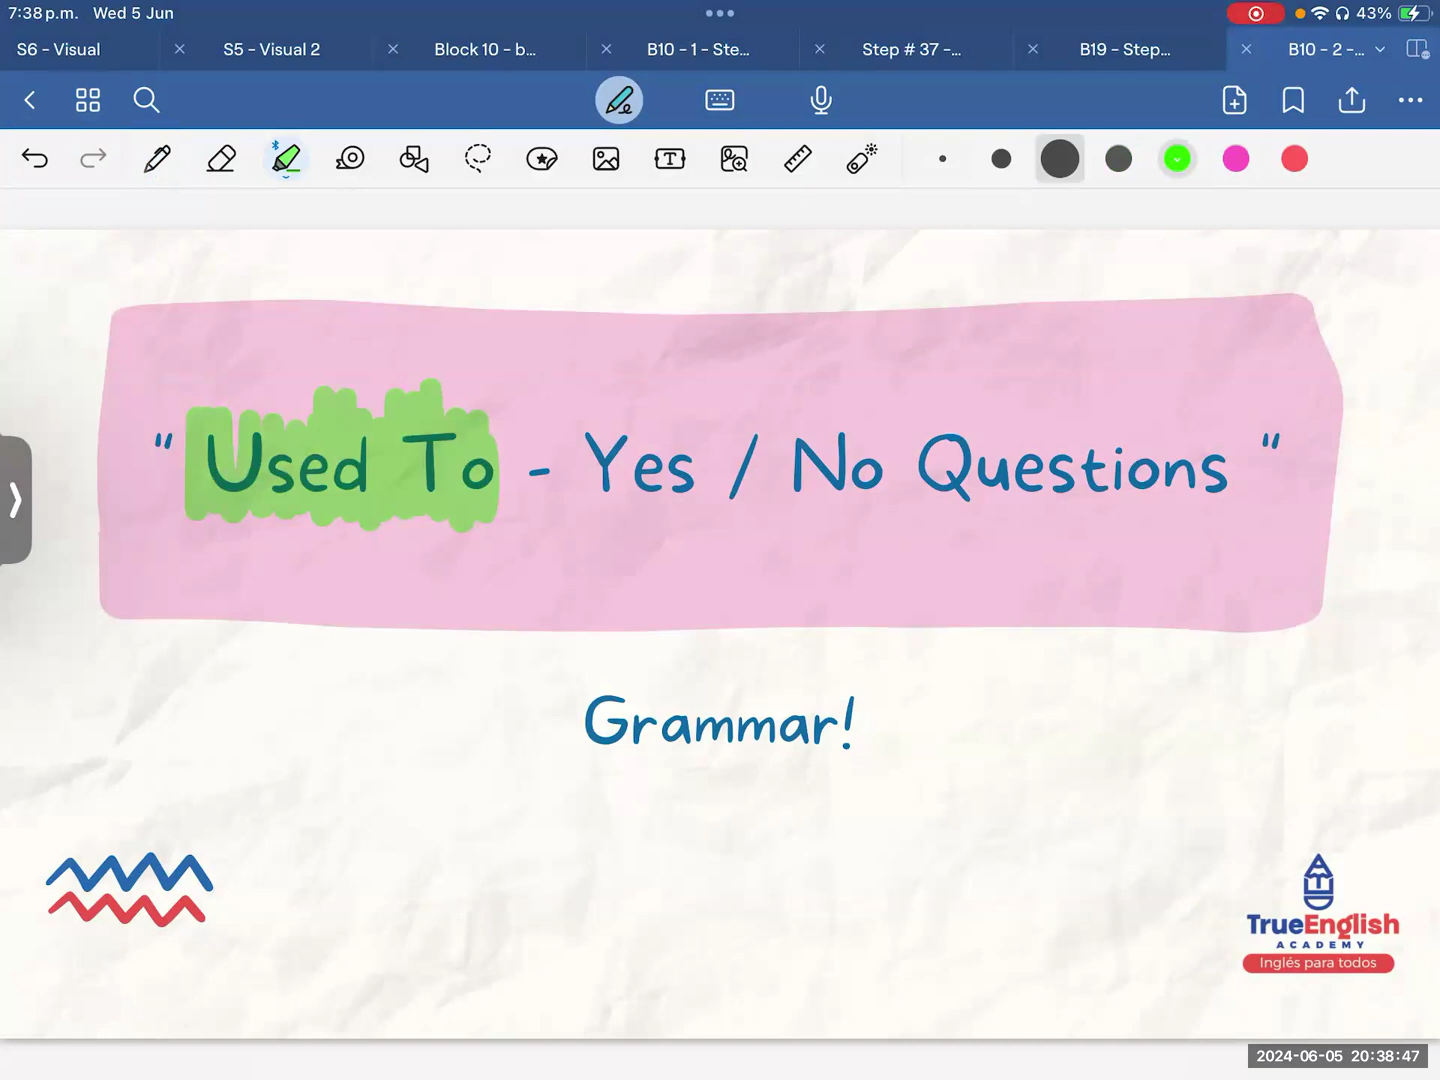 7:38 p.m. Wed 5 Jun
43%
S6 - Visual
S5 - Visual 2
Block 10 - b...
B10 - 1 - Ste...
Step # 37 -...
B19 - Step...
B10 - 2 -...
" Used To - Yes / No Questions "
Grammar!
TrueEnglish
ACADEMY
Inglés para todos
2024-06-05 20:38:47